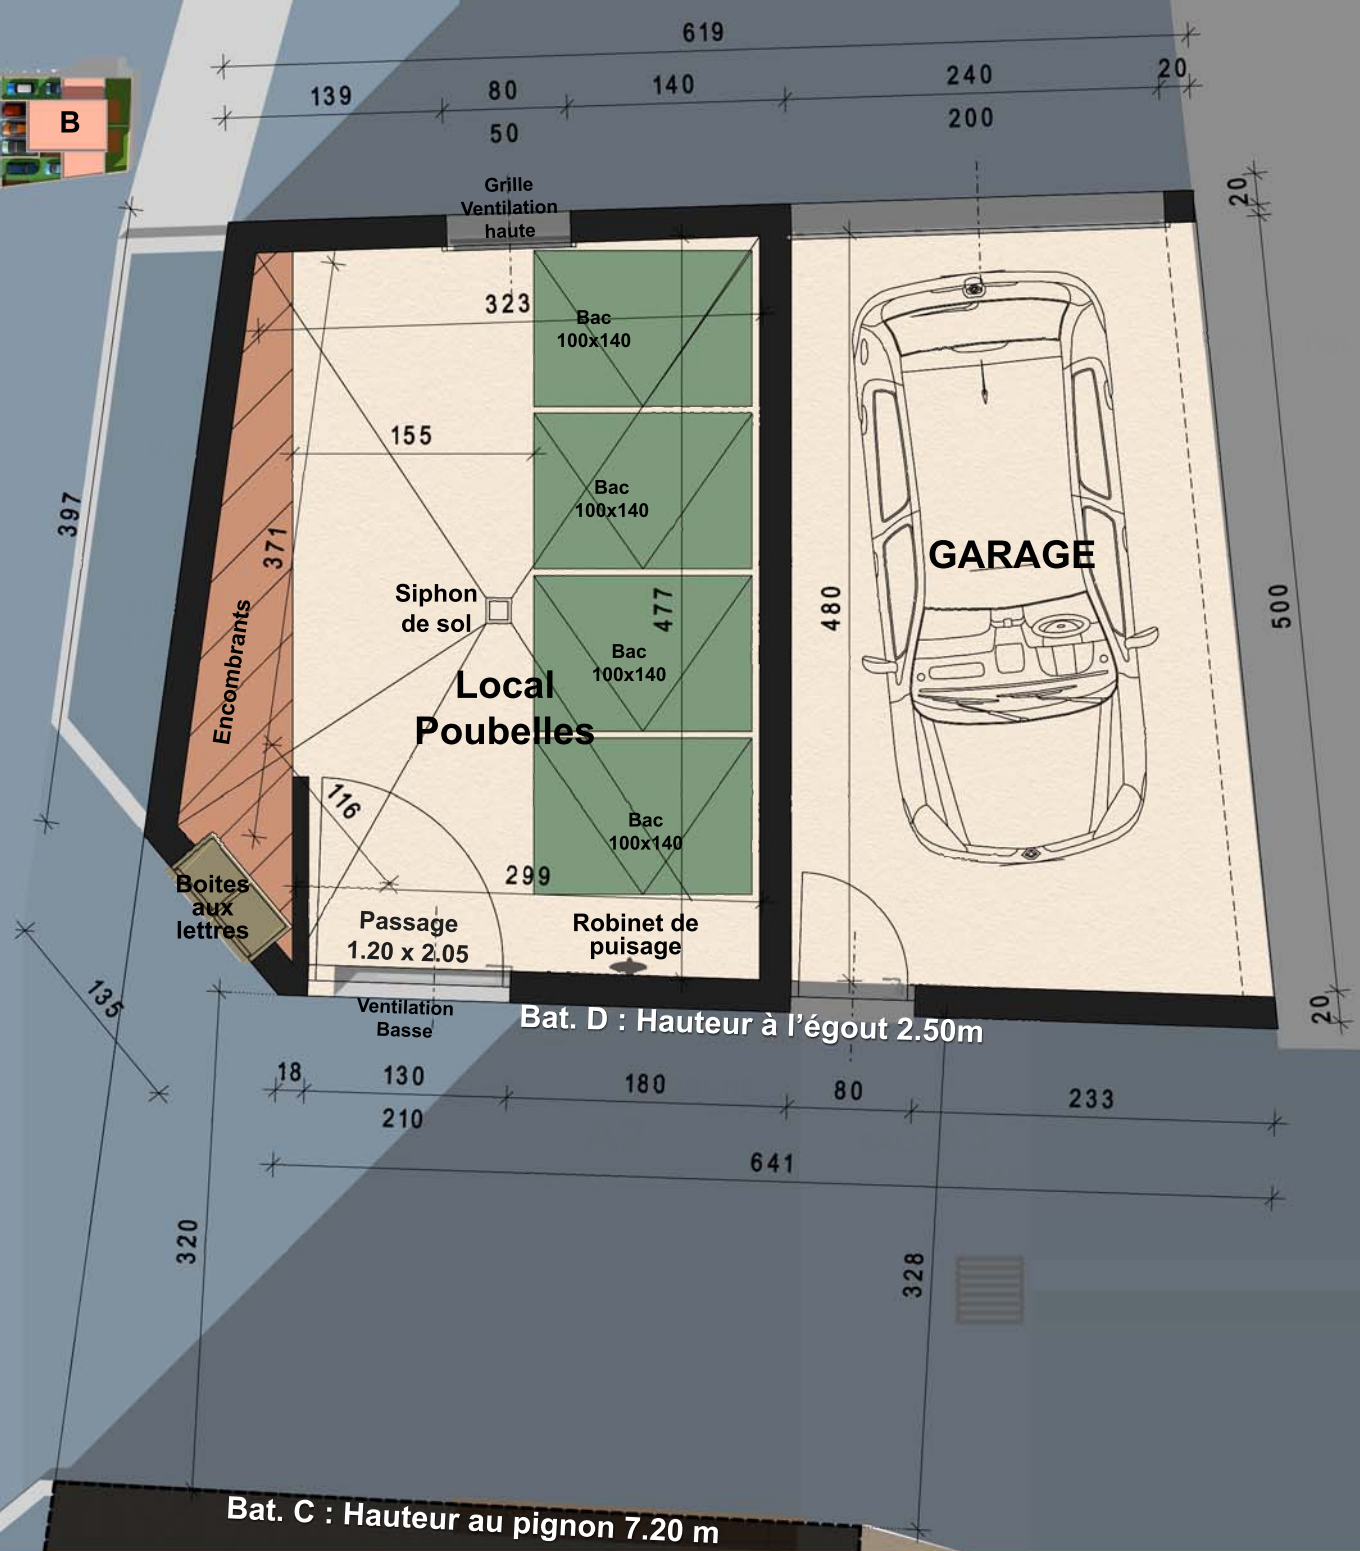 619
139
80
140
240
20
50
200
B
20
Grille
Ventilation
haute
323
Bac
100x140
155
397
371
Bac
100x140
GARAGE
Siphon
de sol
477
480
500
Encombrants
Bac
100x140
Local
Poubelles
116
Bac
100x140
299
Boites
aux
lettres
Passage
1.20 x 2.05
Robinet de
puisage
135
Ventilation
Basse
Bat. D : Hauteur à l'égout 2.50m
20
18
130
180
80
233
210
641
320
328
Bat. C : Hauteur au pignon 7.20 m